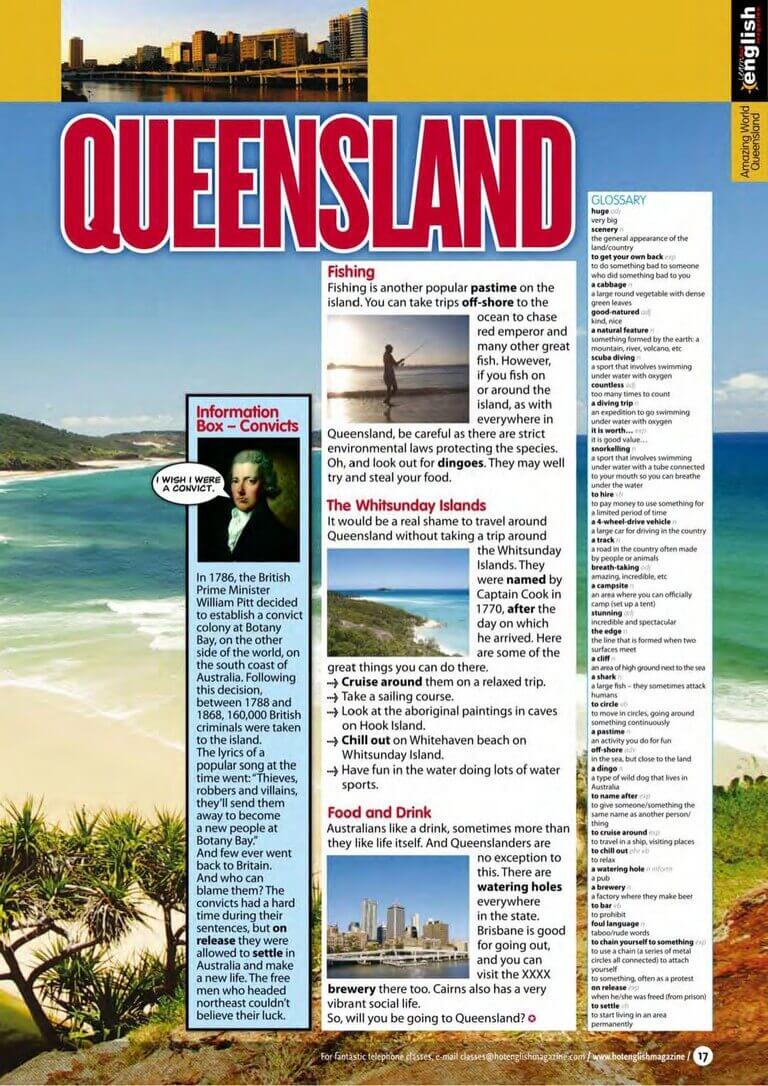 Learn hot
english
magazine
Amazing World
Queensland
QUEENSLAND
Fishing
Fishing is another popular pastime on the
island. You can take trips off-shore to the
ocean to chase
red emperor and
many other great
fish. However,
if you fish on
or around the
island, as with
everywhere in
Queensland, be careful as there are strict
environmental laws protecting the species.
Oh, and look out for dingoes. They may well
try and steal your food.
The Whitsunday Islands
It would be a real shame to travel around
Queensland without taking a trip around
the Whitsunday
Islands. They
were named by
Captain Cook in
1770, after the
day on which
he arrived. Here
are some of the
great things you can do there.
Cruise around them on a relaxed trip.
Take a sailing course.
Look at the aboriginal paintings in caves
on Hook Island.
Chill out on Whitehaven beach on
Whitsunday Island.
Have fun in the water doing lots of water
sports.
Food and Drink
Australians like a drink, sometimes more than
they like life itself. And Queenslanders are
no exception to
this. There are
watering holes
everywhere
in the state.
Brisbane is good
for going out,
and you can
visit the XXXX
brewery there too. Cairns also has a very
vibrant social life.
So, will you be going to Queensland?
Information
Box – Convicts
I WISH I WERE
A CONVICT.
In 1786, the British
Prime Minister
William Pitt decided
to establish a convict
colony at Botany
Bay, on the other
side of the world, on
the south coast of
Australia. Following
this decision,
between 1788 and
1868, 160,000 British
criminals were taken
to the island.
The lyrics of a
popular song at the
time went: “Thieves,
robbers and villains,
they’ll send them
away to become
a new people at
Botany Bay.”
And few ever went
back to Britain.
And who can
blame them? The
convicts had a hard
time during their
sentences, but on
release they were
allowed to settle in
Australia and make
a new life. The free
men who headed
northeast couldn’t
believe their luck.
GLOSSARY
huge adj
very big
scenery n
the general appearance of the
land/country
to get your own back exp
to do something bad to someone
who did something bad to you
a cabbage n
a large round vegetable with dense
green leaves
good-natured adj
kind, nice
a natural feature n
something formed by the earth: a
mountain, river, volcano, etc
scuba diving n
a sport that involves swimming
under water with oxygen
countless adj
too many times to count
a diving trip n
an expedition to go swimming
under water with oxygen
it is worth… exp
it is good value…
snorkelling n
a sport that involves swimming
under water with a tube connected
to your mouth so you can breathe
under the water
to hire vb
to pay money to use something for
a limited period of time
a 4-wheel-drive vehicle n
a large car for driving in the country
a track n
a road in the country often made
by people or animals
breath-taking adj
amazing, incredible, etc
a campsite n
an area where you can officially
camp (set up a tent)
stunning adj
incredible and spectacular
the edge n
the line that is formed when two
surfaces meet
a cliff n
an area of high ground next to the sea
a shark n
a large fish – they sometimes attack
humans
to circle vb
to move in circles, going around
something continuously
a pastime n
an activity you do for fun
off-shore adv
in the sea, but close to the land
a dingo n
a type of wild dog that lives in
Australia
to name after exp
to give someone/something the
same name as another person/
thing
to cruise around exp
to travel in a ship, visiting places
to chill out phr vb
to relax
a watering hole n inform
a pub
a brewery n
a factory where they make beer
to bar vb
to prohibit
foul language n
taboo/rude words
to chain yourself to something exp
to use a chain (a series of metal
circles all connected) to attach
yourself
to something, often as a protest
on release exp
when he/she was freed (from prison)
to settle vb
to start living in an area
permanently
For fantastic telephone classes, e-mail classes@hotenglishmagazine.com / www.hotenglishmagazine / 17